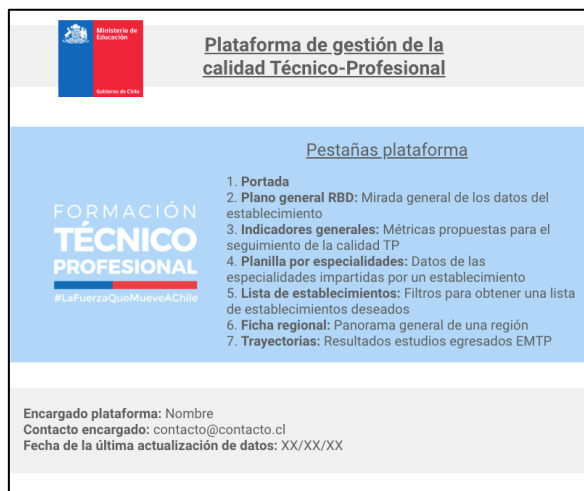 Ministerio de
Educación
Gobierno de Chile
Plataforma de gestión de la
calidad Técnico-Profesional
Pestañas plataforma
FORMACIÓN
TÉCNICO
PROFESIONAL
#LaFuerzaQueMueveAChile
1. Portada
2. Plano general RBD: Mirada general de los datos del
establecimiento
3. Indicadores generales: Métricas propuestas para el
seguimiento de la calidad TP
4. Planilla por especialidades: Datos de las
especialidades impartidas por un establecimiento
5. Lista de establecimientos: Filtros para obtener una lista
de establecimientos deseados
6. Ficha regional: Panorama general de una región
7. Trayectorias: Resultados estudios egresados EMTP
Encargado plataforma: Nombre
Contacto encargado: contacto@contacto.cl
Fecha de la última actualización de datos: XX/XX/XX